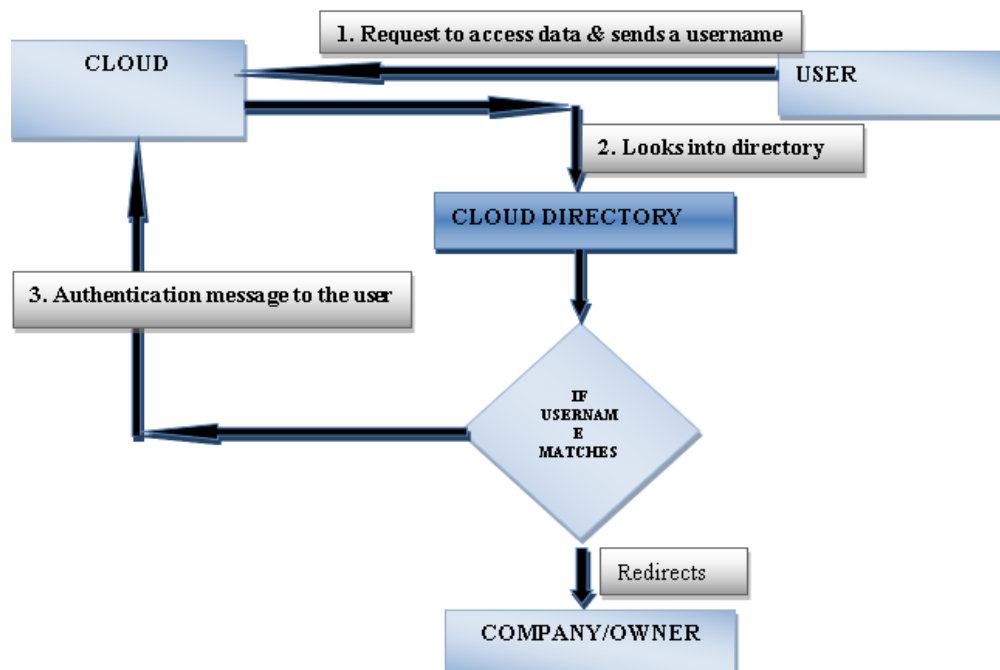 1. Request to access data & sends a username
CLOUD
USER
2. Looks into directory
CLOUD DIRECTORY
3. Authentication message to the user
IF
USERNAM
E
MATCHES
Redirects
COMPANY/OWNER